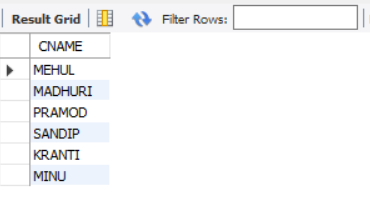 Result Grid Filter Rows:
CNAME
MEHUL
MADHURI
PRAMOD
SANDIP
KRANTI
MINU